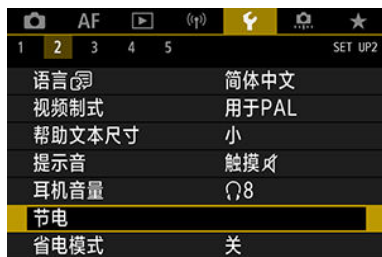 AF
1 2 3 4 5 SET UP2
语言 简体中文
视频制式 用于PAL
帮助文本尺寸 小
提示音 触摸
耳机音量 8
节电
省电模式 关